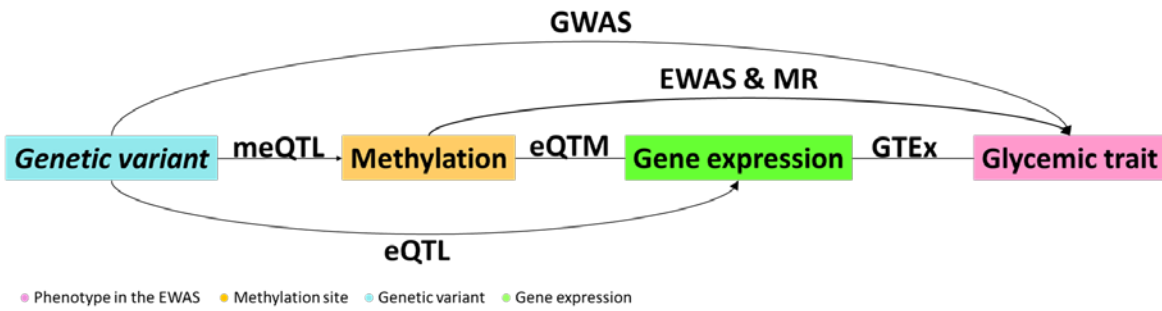 GWAS
EWAS & MR
Genetic variant meQTL Methylation eQTM Gene expression GTEx Glycemic trait
eQTL
Phenotype in the EWAS Methylation site Genetic variant Gene expression